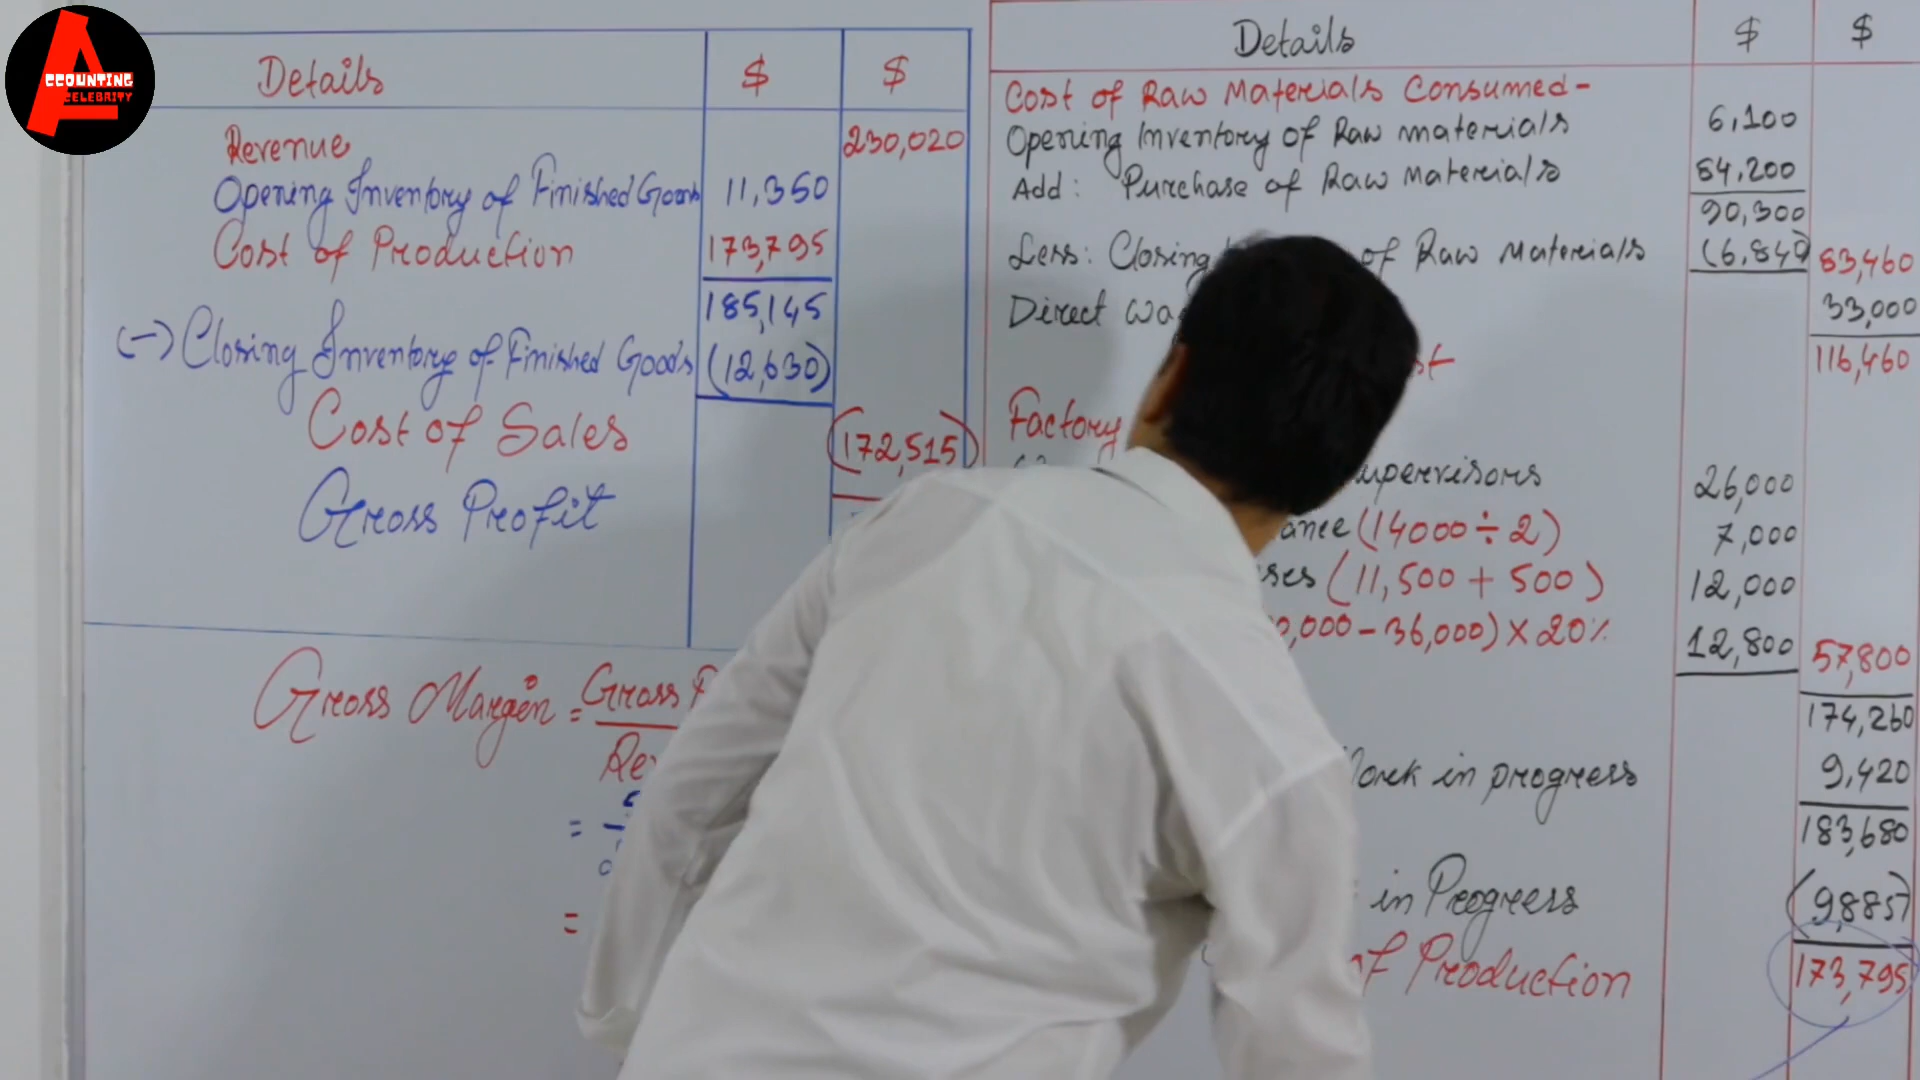 ACCOUNTING
CELEBRITY
Details $ $
Revenue 230,020
Opening Inventory of Finished Goods 11,350
Cost of Production 173,795
185,145
(-) Closing Inventory of Finished Goods (12,630)
Cost of Sales (172,515)
Gross Profit
Gross Margin = Gross
=
=
Details $ $
Cost of Raw Materials Consumed-
Opening Inventory of Raw materials 6,100
Add: Purchase of Raw Materials 84,200
90,300
Less: Closing of Raw Materials (6,840) 83,460
Direct 33,000
116,460
Factory
26,000
(14000÷2) 7,000
(11,500 + 500) 12,000
,000-36,000)×20% 12,800 57,800
174,260
in progress 9,420
183,680
in Progress (9,885)
of Production 173,795